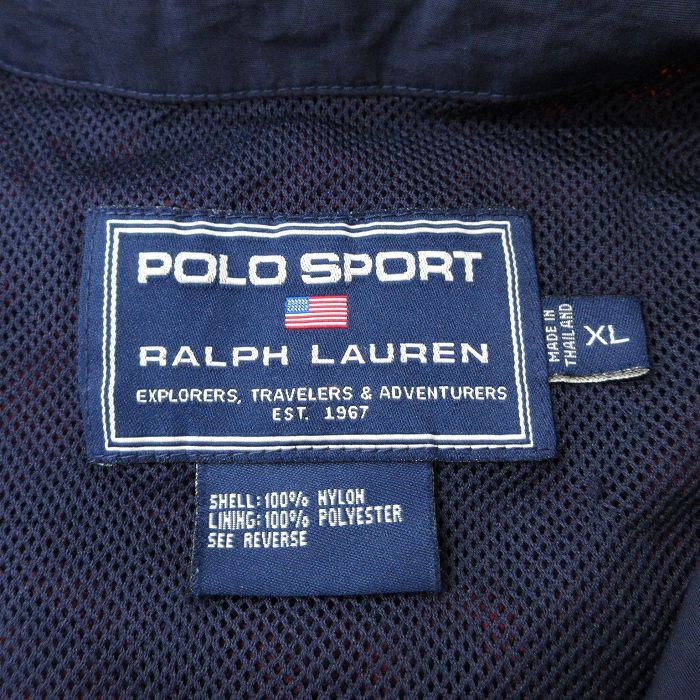 POLO SPORT
RALPH LAUREN
EXPLORERS, TRAVELERS & ADVENTURERS
EST. 1967
MADE IN
THAILAND
XL
SHELL: 100% NYLON
LINING: 100% POLYESTER
SEE REVERSE